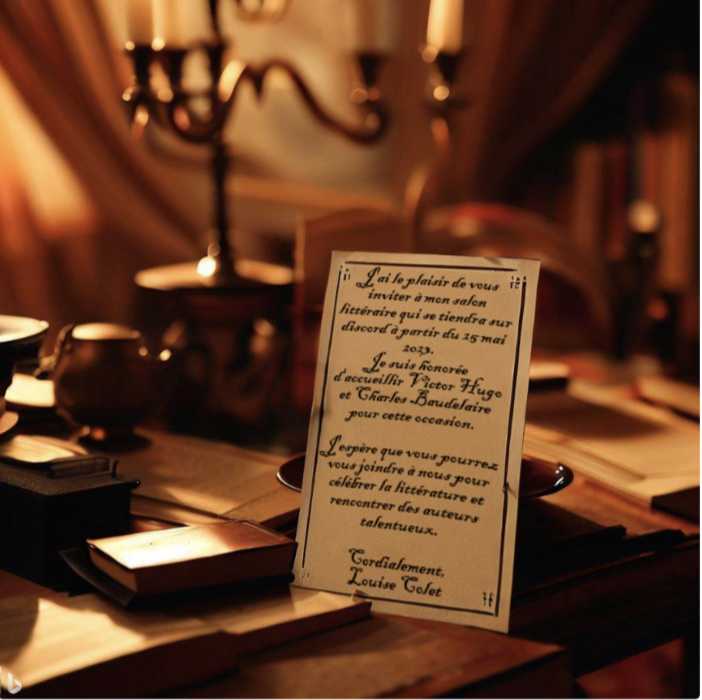 J'ai le plaisir de vous
inviter à mon salon
littéraire qui se tiendra sur
discord à partir du 25 mai
2023.
Je suis honorée
d'accueillir Victor Hugo
et Charles Baudelaire
pour cette occasion.
J'espère que vous pourrez
vous joindre à nous pour
célébrer la littérature et
rencontrer des auteurs
talentueux.
Cordialement,
Louise Colet